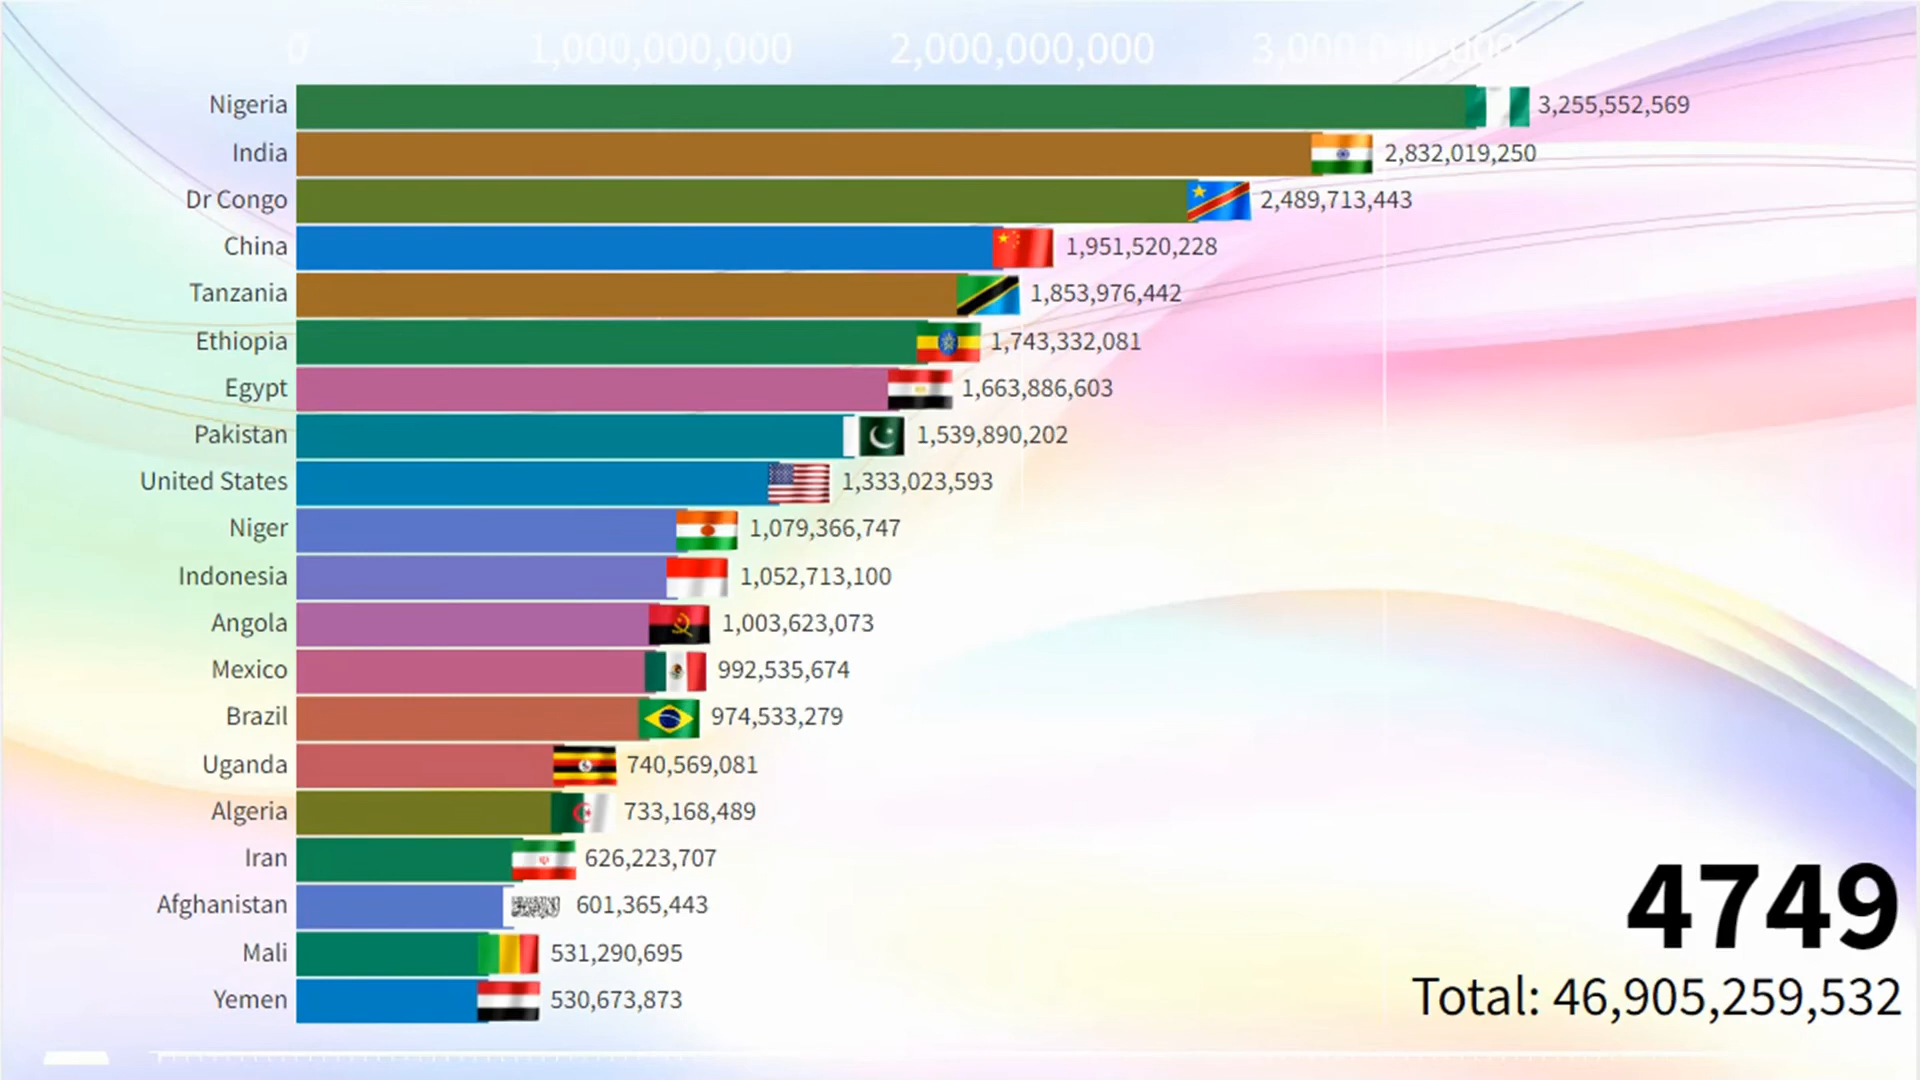 0 1,000,000,000 2,000,000,000 3,000,000,000
Nigeria 3,255,552,569
India 2,832,019,250
Dr Congo 2,489,713,443
China 1,951,520,228
Tanzania 1,853,976,442
Ethiopia 1,743,332,081
Egypt 1,663,886,603
Pakistan 1,539,890,202
United States 1,333,023,593
Niger 1,079,366,747
Indonesia 1,052,713,100
Angola 1,003,623,073
Mexico 992,535,674
Brazil 974,533,279
Uganda 740,569,081
Algeria 733,168,489
Iran 626,223,707
Afghanistan 601,365,443
Mali 531,290,695
Yemen 530,673,873
4749
Total: 46,905,259,532